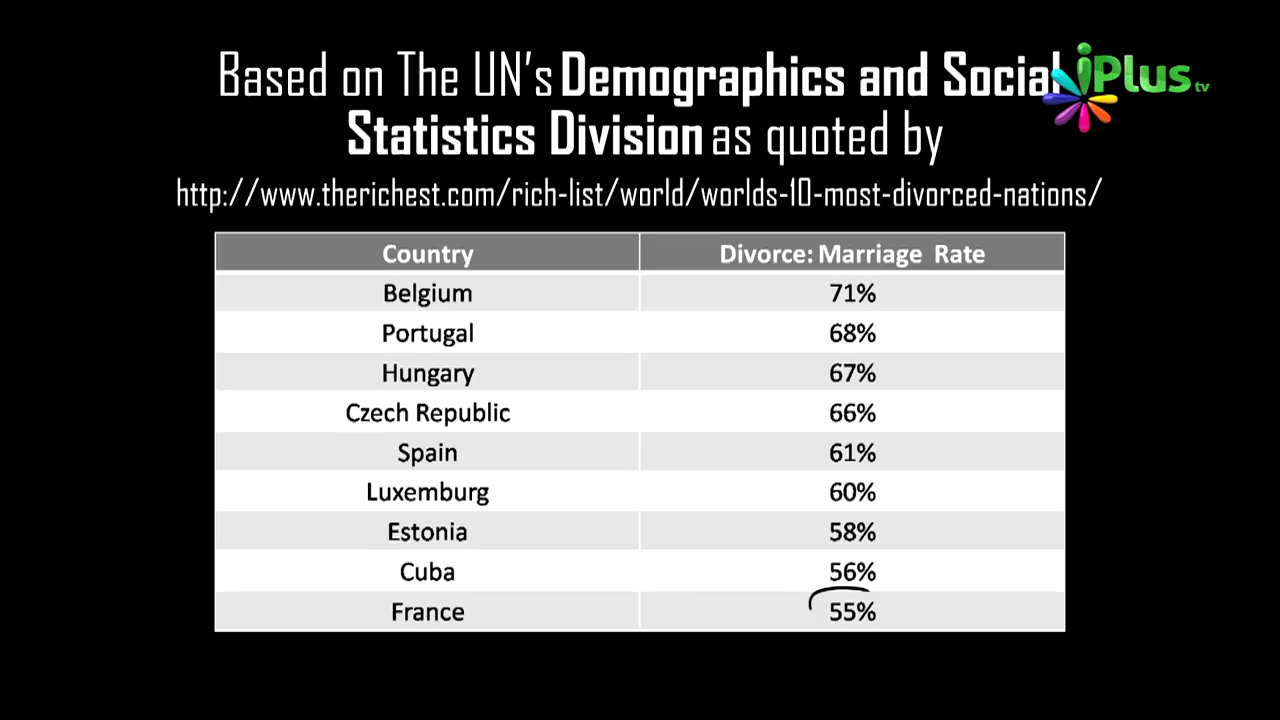 Based on The UN's Demographics and Social
Statistics Division as quoted by
http://www.therichest.com/rich-list/world/worlds-10-most-divorced-nations/
iPlus tv
Country Divorce: Marriage Rate
Belgium 71%
Portugal 68%
Hungary 67%
Czech Republic 66%
Spain 61%
Luxemburg 60%
Estonia 58%
Cuba 56%
France 55%